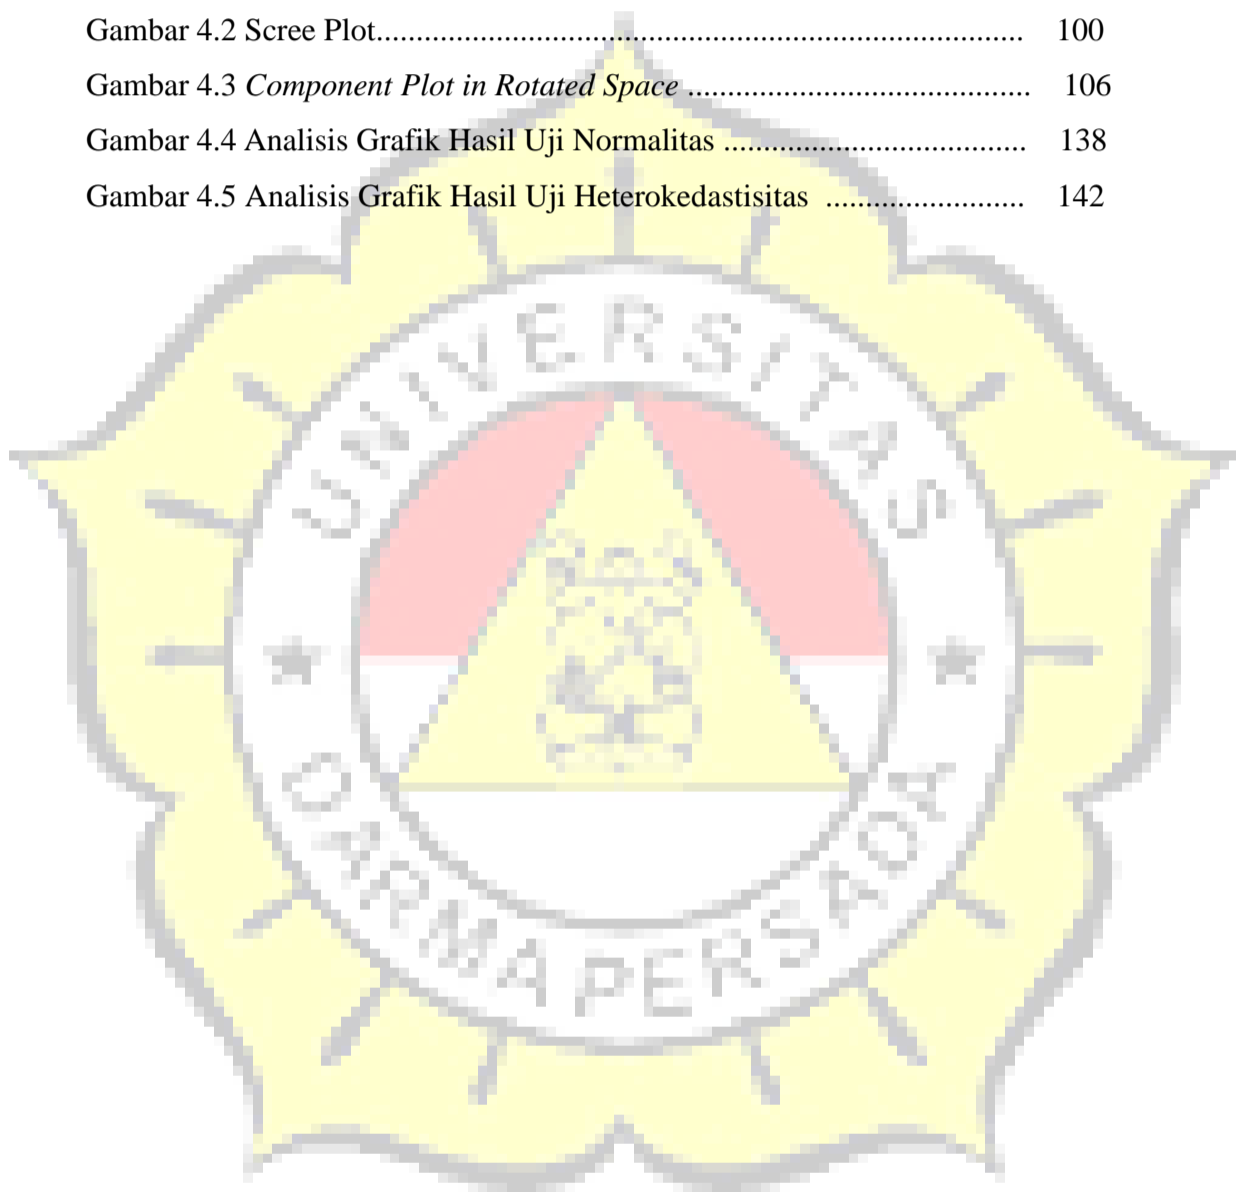 Gambar 4.2 Scree Plot................................................................................. 100
Gambar 4.3 Component Plot in Rotated Space ........................................... 106
Gambar 4.4 Analisis Grafik Hasil Uji Normalitas ...................................... 138
Gambar 4.5 Analisis Grafik Hasil Uji Heterokedastisitas ......................... 142
UNIVERSITAS
DARMA PERSADA